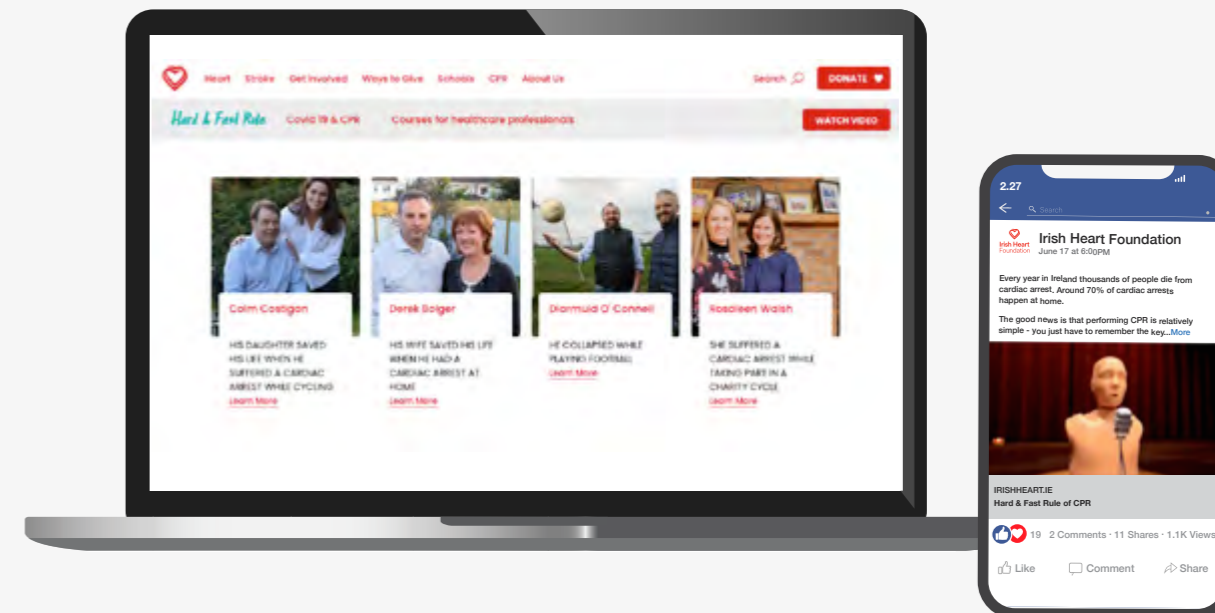 Heart Stroke Get Involved Ways to Give Schools CPR About Us Search DONATE
Hard & Fast Rule Covid 19 & CPR Courses for healthcare professionals WATCH VIDEO
Colm Costigan
HIS DAUGHTER SAVED
HIS LIFE WHEN HE
SUFFERED A CARDIAC
ARREST WHILE CYCLING
Learn More
Derek Bolger
HIS WIFE SAVED HIS LIFE
WHEN HE HAD A
CARDIAC ARREST AT
HOME
Learn More
Diarmuid O' Connell
HE COLLAPSED WHILE
PLAYING FOOTBALL
Learn More
Rosaleen Walsh
SHE SUFFERED A
CARDIAC ARREST WHILE
TAKING PART IN A
CHARITY CYCLE
Learn More
2.27
Search
Irish Heart
Foundation
Irish Heart Foundation
June 17 at 6:00PM
Every year in Ireland thousands of people die from
cardiac arrest. Around 70% of cardiac arrests
happen at home.
The good news is that performing CPR is relatively
simple - you just have to remember the key...More
IRISHHEART.IE
Hard & Fast Rule of CPR
19 2 Comments · 11 Shares · 1.1K Views
Like Comment Share